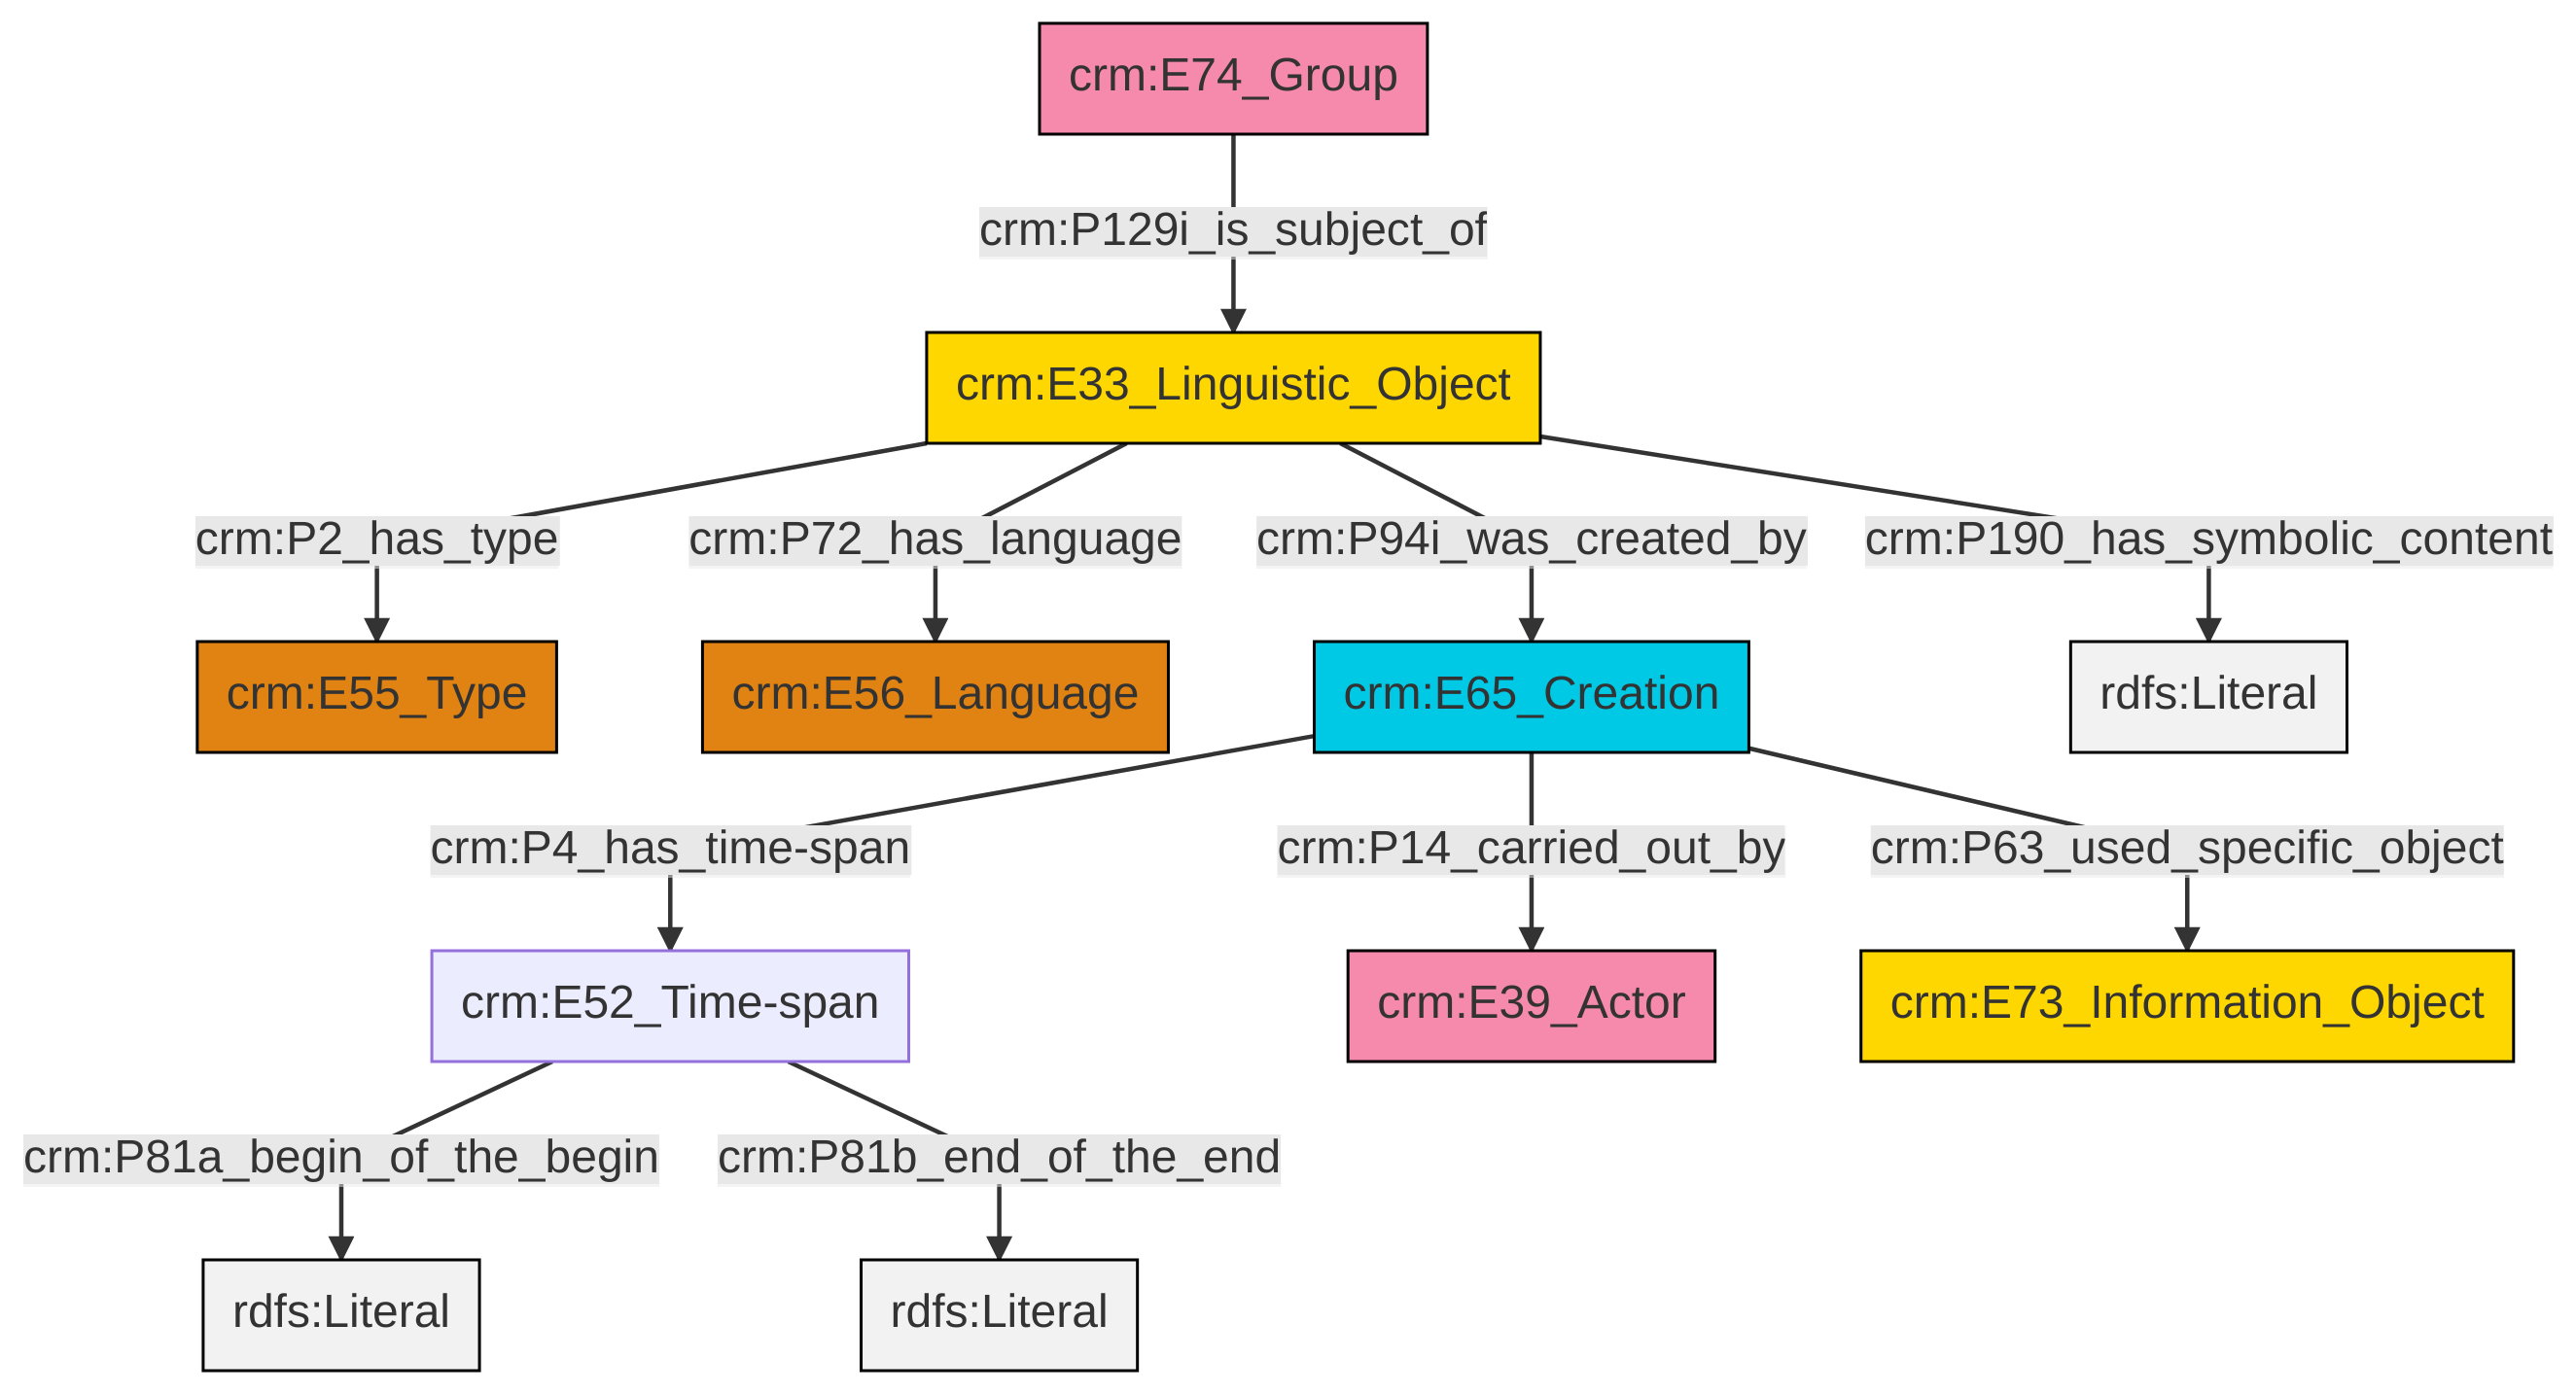 crm:E74_Group
crm:P129i_is_subject_of
crm:E33_Linguistic_Object
crm:P2_has_type
crm:P72_has_language
crm:P94i_was_created_by
crm:P190_has_symbolic_content
crm:E55_Type
crm:E56_Language
crm:E65_Creation
rdfs:Literal
crm:P4_has_time-span
crm:P14_carried_out_by
crm:P63_used_specific_object
crm:E52_Time-span
crm:E39_Actor
crm:E73_Information_Object
crm:P81a_begin_of_the_begin
crm:P81b_end_of_the_end
rdfs:Literal
rdfs:Literal